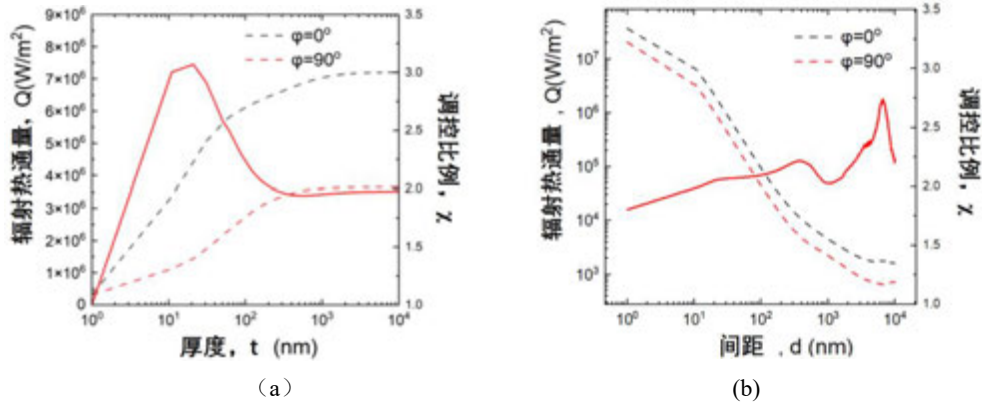 9×10⁶
8×10⁶
7×10⁶
6×10⁶
5×10⁶
4×10⁶
3×10⁶
2×10⁶
1×10⁶
0
辐射热通量, Q(W/m²)
φ=0°
φ=90°
3.5
3.0
2.5
2.0
1.5
1.0
调控比例, χ
10⁰ 10¹ 10² 10³ 10⁴
厚度, t (nm)
(a)
10⁷
10⁶
10⁵
10⁴
10³
辐射热通量, Q(W/m²)
φ=0°
φ=90°
3.5
3.0
2.5
2.0
1.5
1.0
调控比例, χ
10⁰ 10¹ 10² 10³ 10⁴
间距, d (nm)
(b)